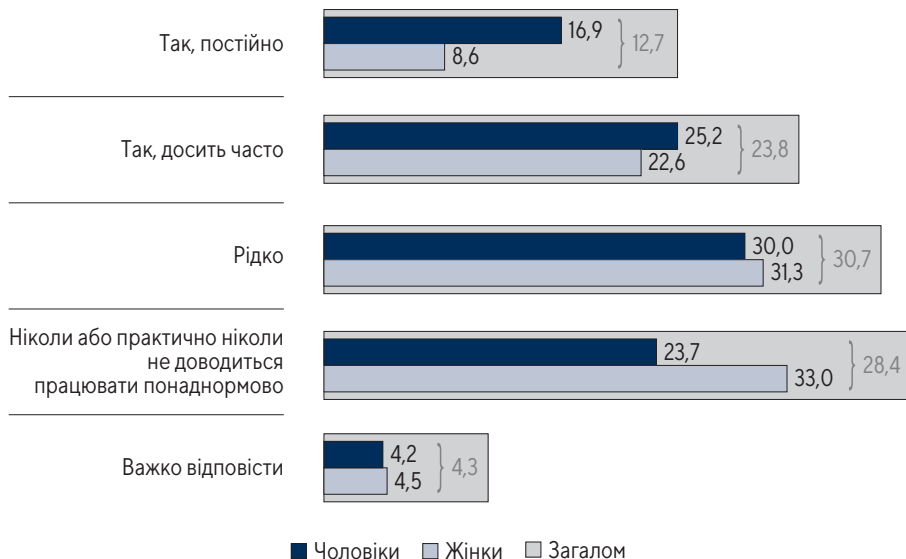 Так, постійно
16,9
8,6
12,7
Так, досить часто
25,2
22,6
23,8
Рідко
30,0
31,3
30,7
Ніколи або практично ніколи
не доводиться
працювати понаднормово
23,7
33,0
28,4
Важко відповісти
4,2
4,5
4,3
Чоловіки Жінки Загалом